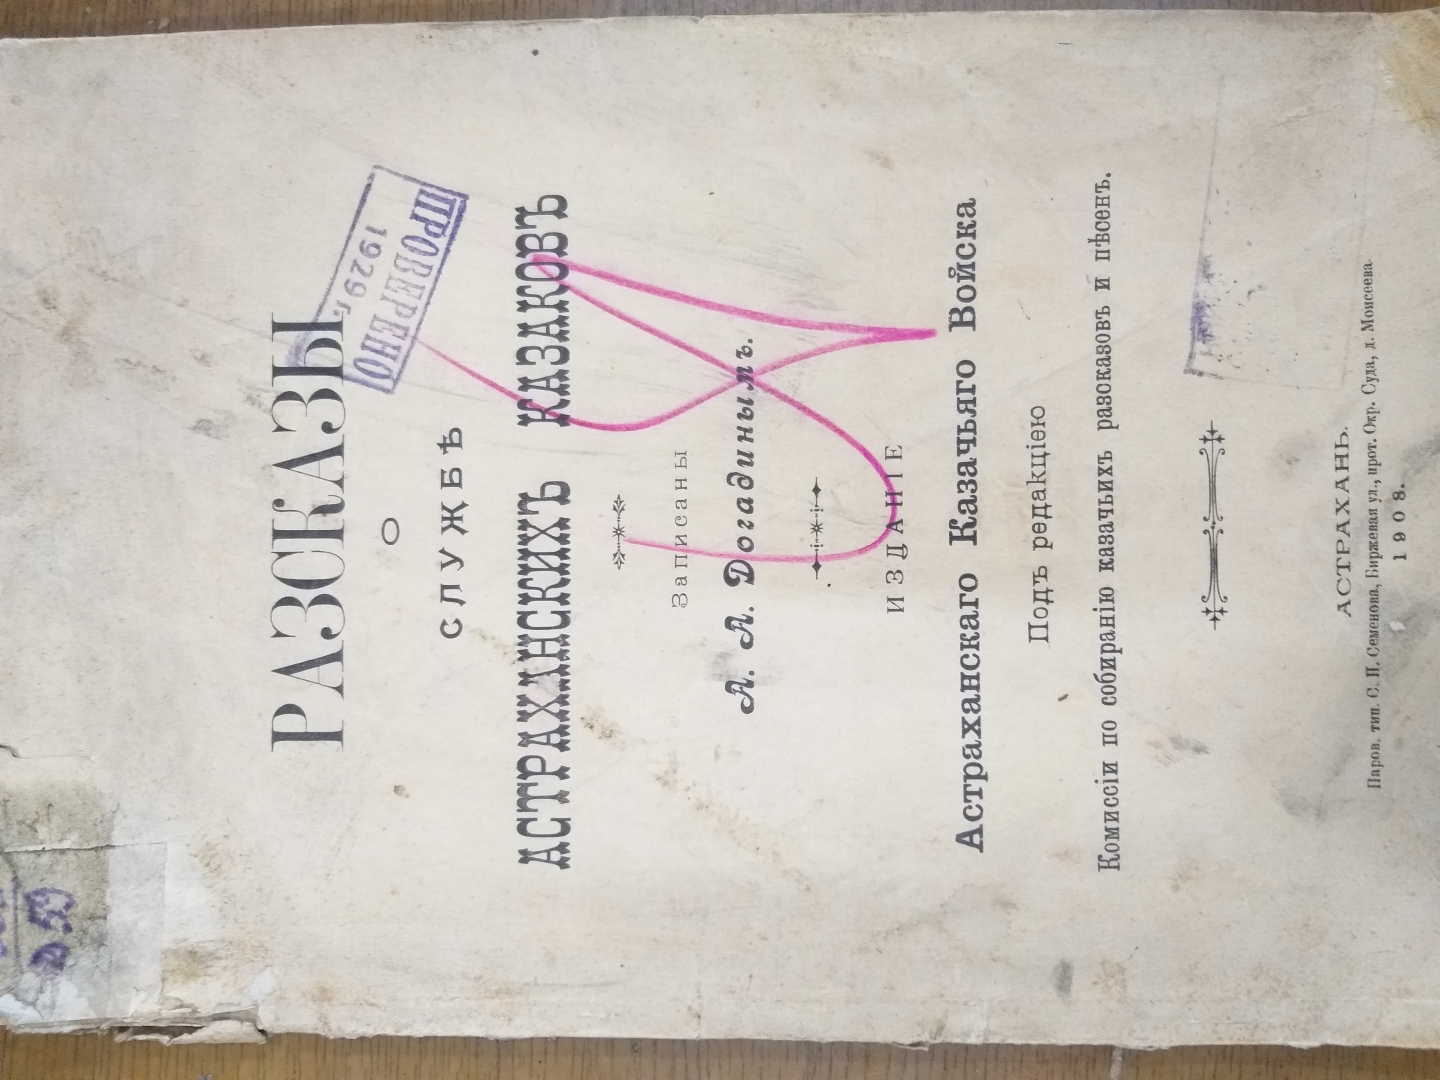 РАЗСКАЗЫ
О
СЛУЖБѢ
АСТРАХАНСКИХЪ КАЗАКОВЪ
Записаны
А. А. Догадинымъ.
ИЗДАНІЕ
Астраханскаго Казачьяго Войска
Подъ редакціею
Комиссіи по собиранію казачьихъ разсказовъ и пѣсенъ.
АСТРАХАНЬ.
Паров. тип. С. П. Семенова, Биржевая ул., прот. Окр. Суда, д. Моисеева.
1908.
ПРОВЕРЕНО
1929 г.
Д 59